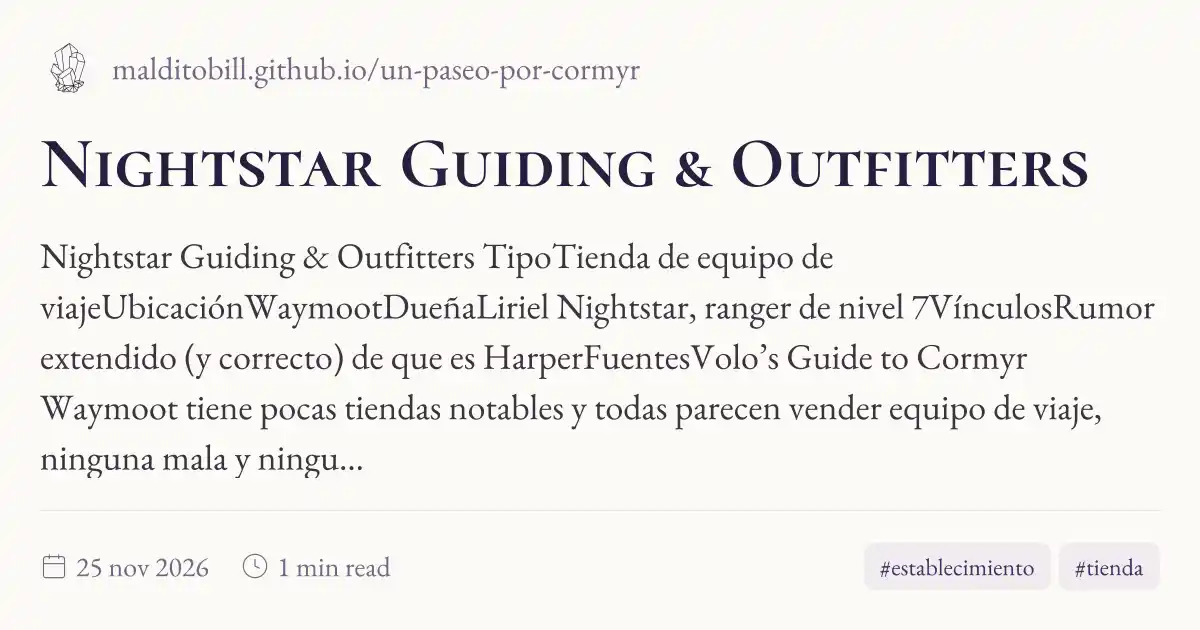 malditobill.github.io/un-paseo-por-cormyr
Nightstar Guiding & Outfitters
Nightstar Guiding & Outfitters TipoTienda de equipo de
viajeUbicaciónWaymootDueñaLiriel Nightstar, ranger de nivel 7VínculosRumor
extendido (y correcto) de que es HarperFuentesVolo’s Guide to Cormyr
Waymoot tiene pocas tiendas notables y todas parecen vender equipo de viaje,
ninguna mala y ningu...
25 nov 2026 1 min read #establecimiento #tienda